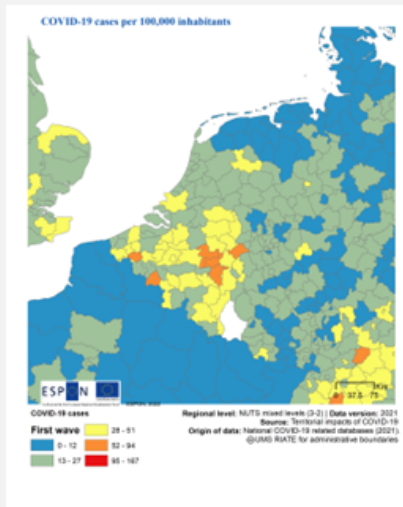 COVID-19 cases per 100,000 inhabitants
ESPON
COVID-19 cases
First wave
0 - 12
13 - 27
28 - 51
52 - 94
95 - 167
Regional level: NUTS mixed levels (3-2) | Data version: 2021
Source: Territorial impacts of COVID-19
Origin of data: National COVID-19 related databases (2021)
@UMS RIATE for administrative boundaries